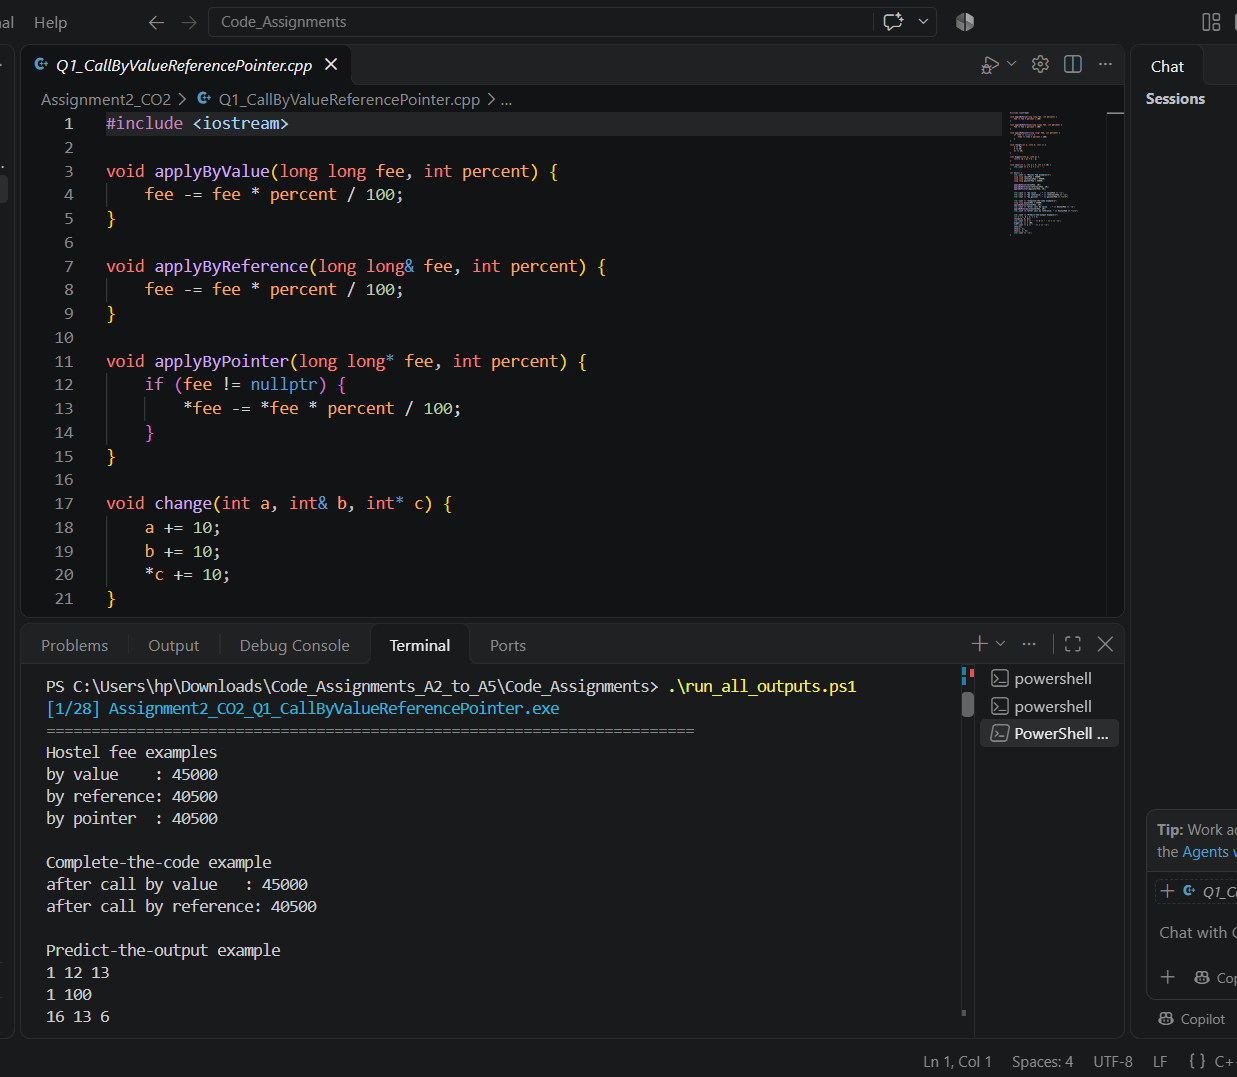 Help
Code_Assignments
Q1_CallByValueReferencePointer.cpp
Assignment2_CO2 > Q1_CallByValueReferencePointer.cpp > ...
1 #include <iostream>
2
3 void applyByValue(long long fee, int percent) {
4 fee -= fee * percent / 100;
5 }
6
7 void applyByReference(long long& fee, int percent) {
8 fee -= fee * percent / 100;
9 }
10
11 void applyByPointer(long long* fee, int percent) {
12 if (fee != nullptr) {
13 *fee -= *fee * percent / 100;
14 }
15 }
16
17 void change(int a, int& b, int* c) {
18 a += 10;
19 b += 10;
20 *c += 10;
21 }
Problems Output Debug Console Terminal Ports
PS C:\Users\hp\Downloads\Code_Assignments_A2_to_A5\Code_Assignments> .\run_all_outputs.ps1
[1/28] Assignment2_CO2_Q1_CallByValueReferencePointer.exe
========================================================================
Hostel fee examples
by value    : 45000
by reference: 40500
by pointer  : 40500
Complete-the-code example
after call by value   : 45000
after call by reference: 40500
Predict-the-output example
1 12 13
1 100
16 13 6
powershell
powershell
PowerShell ...
Chat
Sessions
Tip: Work
the Agents
Chat with
Copilot
Ln 1, Col 1 Spaces: 4 UTF-8 LF {} C+